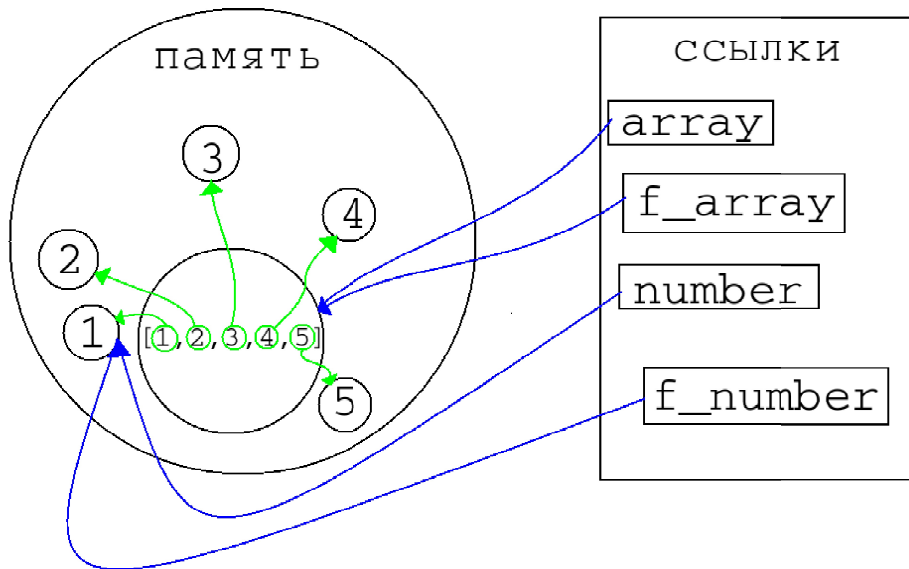 память
ссылки
array
3
f_array
4
2
number
1
[1,2,3,4,5]
5
f_number